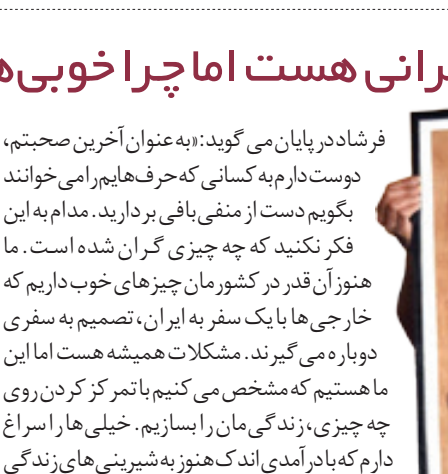 رانی هست اما چرا خوبی‌ه
فرشاد در پایان می گوید: «به عنوان آخرین صحبتم،
دوست دارم به کسانی که حرف‌هایم را می خوانند
بگویم دست از منفی بافی بردارید. مدام به این
فکر نکنید که چه چیزی گران شده است. ما
هنوز آن قدر در کشورمان چیزهای خوب داریم که
خارجی‌ها با یک سفر به ایران، تصمیم به سفری
دوباره می گیرند. مشکلات همیشه هست اما این
ما هستیم که مشخص می کنیم با تمرکز کردن روی
چه چیزی، زندگی مان را بسازیم. خیلی ها را سراغ
دارم که با درآمدی اندک هنوز به شیرینی های زندگی